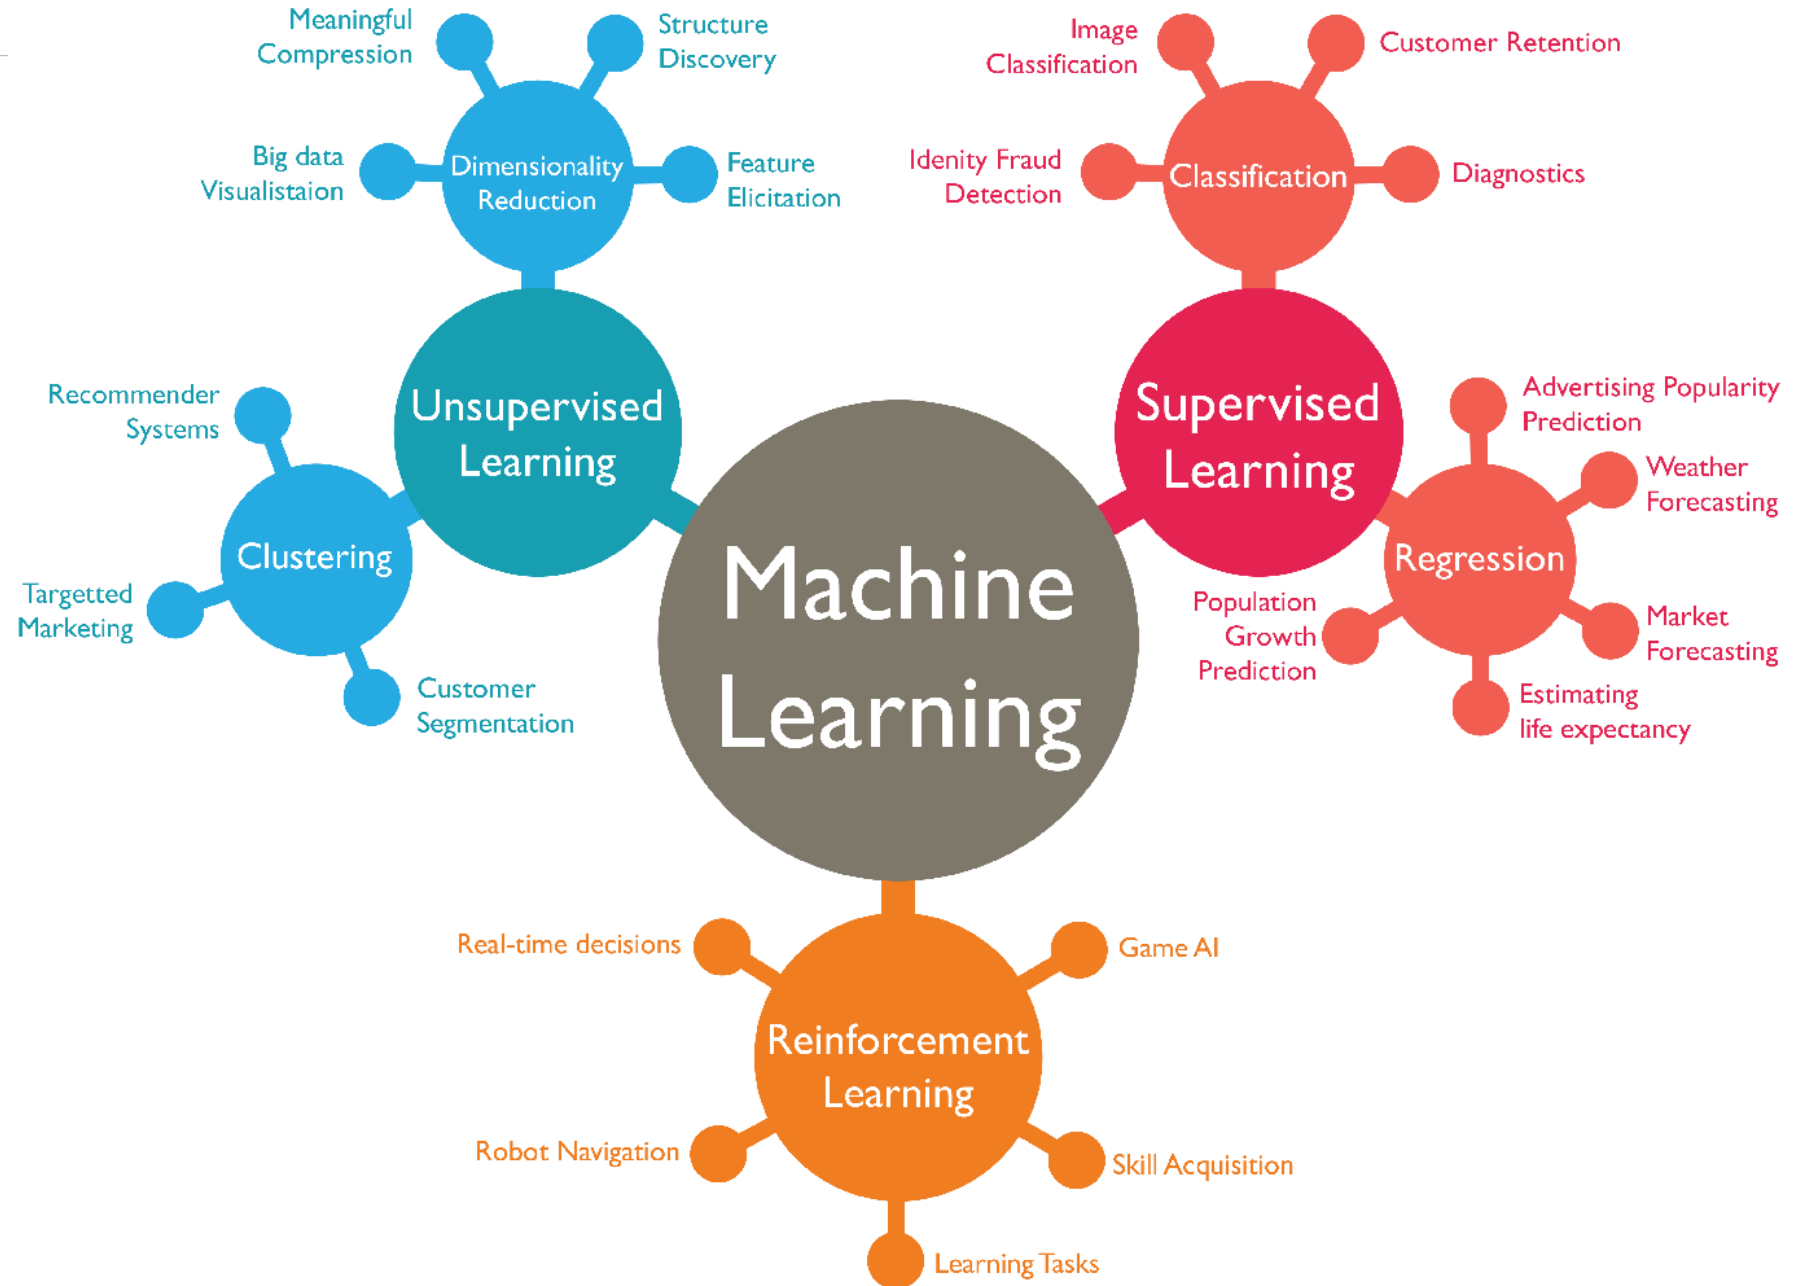 Meaningful
Compression
Structure
Discovery
Big data
Visualistaion
Dimensionality
Reduction
Feature
Elicitation
Image
Classification
Customer Retention
Idenity Fraud
Detection
Classification
Diagnostics
Unsupervised
Learning
Recommender
Systems
Clustering
Targetted
Marketing
Customer
Segmentation
Machine
Learning
Supervised
Learning
Advertising Popularity
Prediction
Weather
Forecasting
Regression
Population
Growth
Prediction
Market
Forecasting
Estimating
life expectancy
Real-time decisions
Game AI
Reinforcement
Learning
Robot Navigation
Skill Acquisition
Learning Tasks